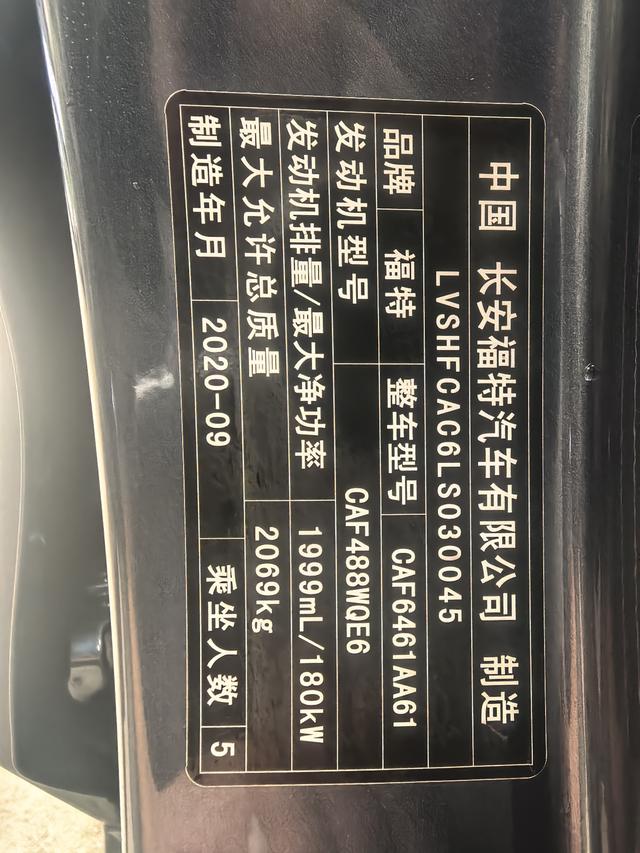 中国 长安福特汽车有限公司 制造
LVSHFCAC6LS030045
品牌 福特 整车型号 CAF6461AA61
发动机型号 CAF488WQE6
发动机排量/最大净功率 1999mL/180kW
最大允许总质量 2069kg
制造年月 2020-09 乘坐人数 5